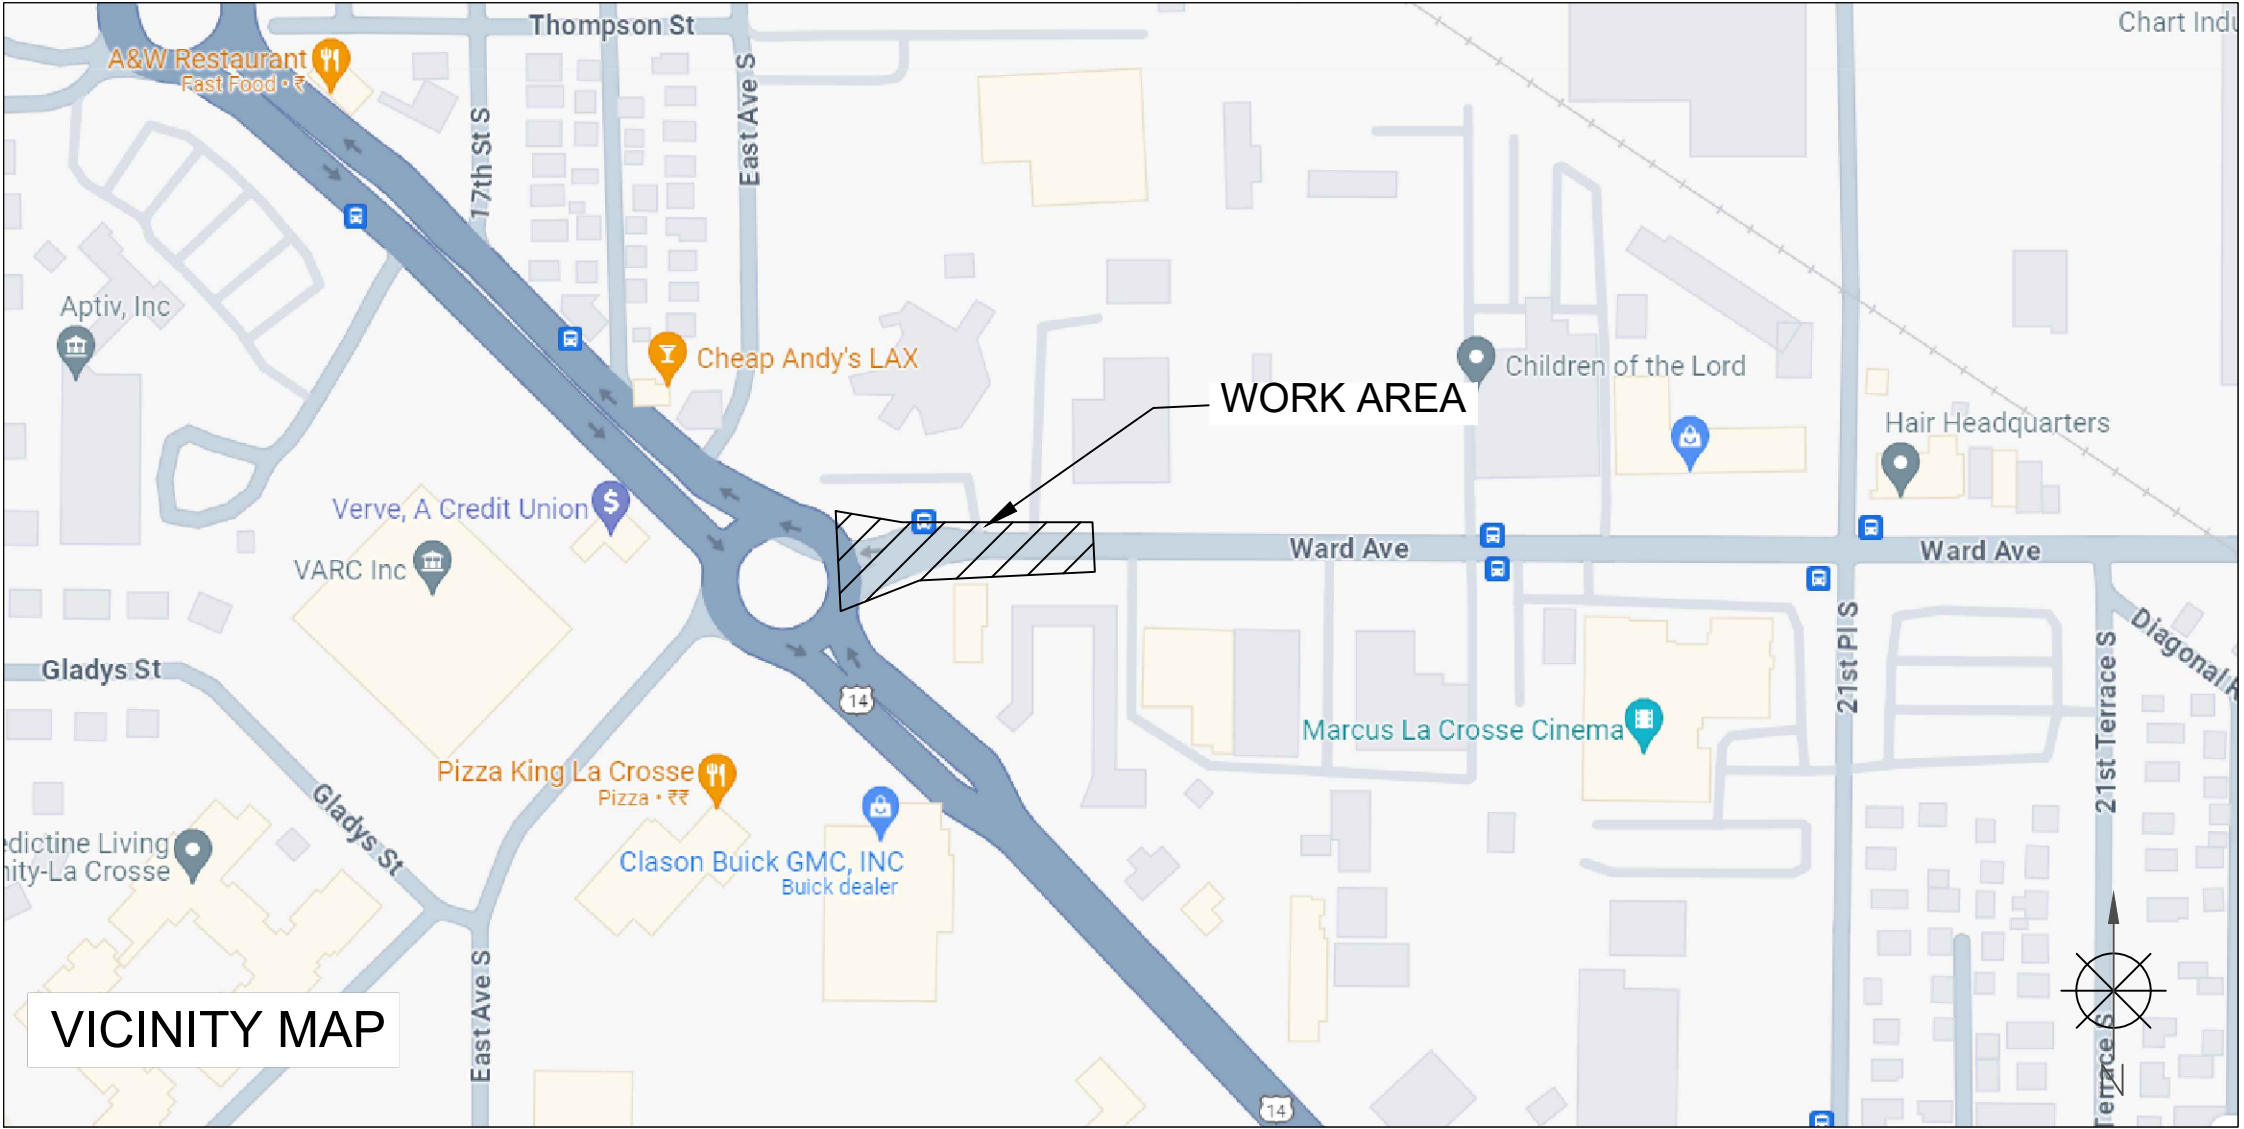 Thompson St
Chart Indu
A&W Restaurant
Fast Food • ₹
17th St S
East Ave S
Aptiv, Inc
Cheap Andy's LAX
Children of the Lord
WORK AREA
Hair Headquarters
Verve, A Credit Union
$
VARC Inc
Ward Ave
Ward Ave
Gladys St
21st Pl S
21st Terrace S
Diagonal R
14
Marcus La Crosse Cinema
Pizza King La Crosse
Pizza • ₹₹
Gladys St
edictine Living
nity-La Crosse
Clason Buick GMC, INC
Buick dealer
East Ave S
VICINITY MAP
Terrace S
N
14